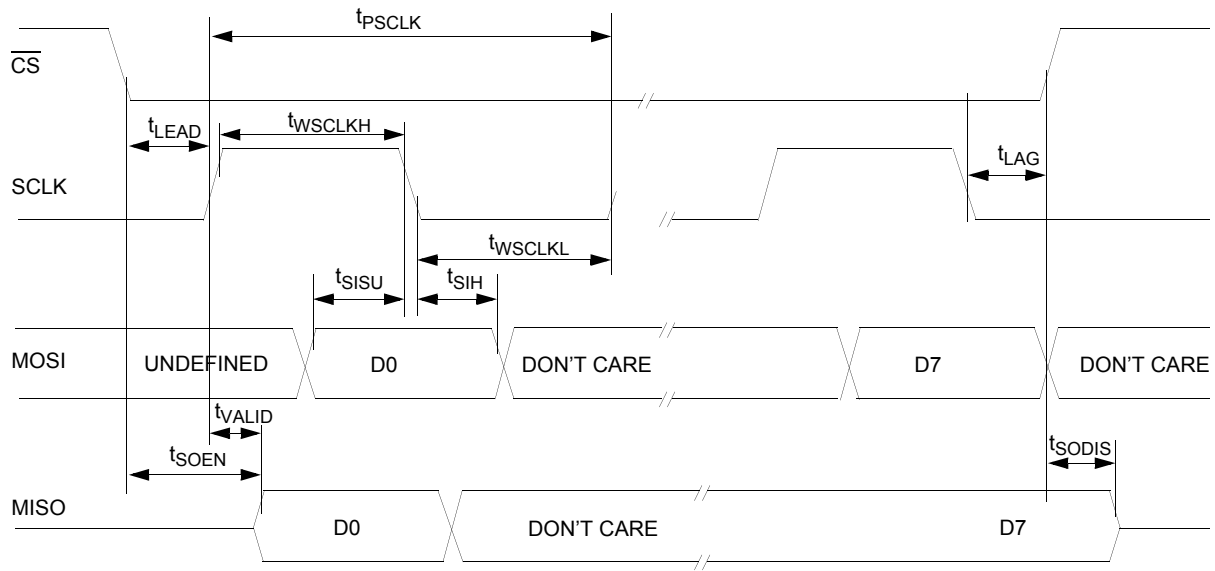 tPSCLK
CS
tLEAD
tWSCLKH
tLAG
SCLK
tWSCLKL
tSISU
tSIH
MOSI
UNDEFINED
D0
DON'T CARE
D7
DON'T CARE
tVALID
tSOEN
tSODIS
MISO
D0
DON'T CARE
D7